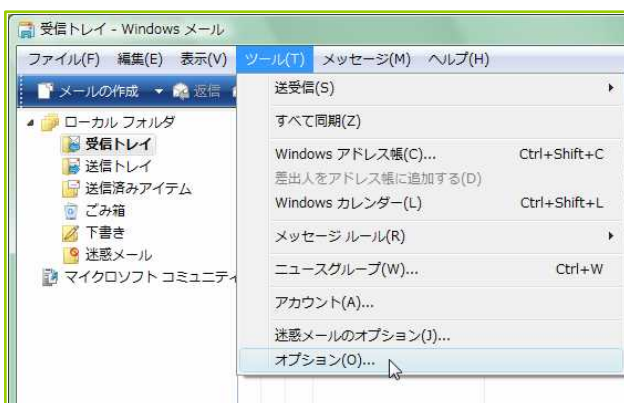 受信トレイ - Windows メール
ファイル(F) 編集(E) 表示(V) ツール(T) メッセージ(M) ヘルプ(H)
メールの作成 返信
ローカル フォルダ
受信トレイ
送信トレイ
送信済みアイテム
ごみ箱
下書き
迷惑メール
マイクロソフト コミュニティ
送受信(S)
すべて同期(Z)
Windows アドレス帳(C)... Ctrl+Shift+C
差出人をアドレス帳に追加する(D)
Windows カレンダー(L) Ctrl+Shift+L
メッセージ ルール(R)
ニュースグループ(W)... Ctrl+W
アカウント(A)...
迷惑メールのオプション(J)...
オプション(O)...